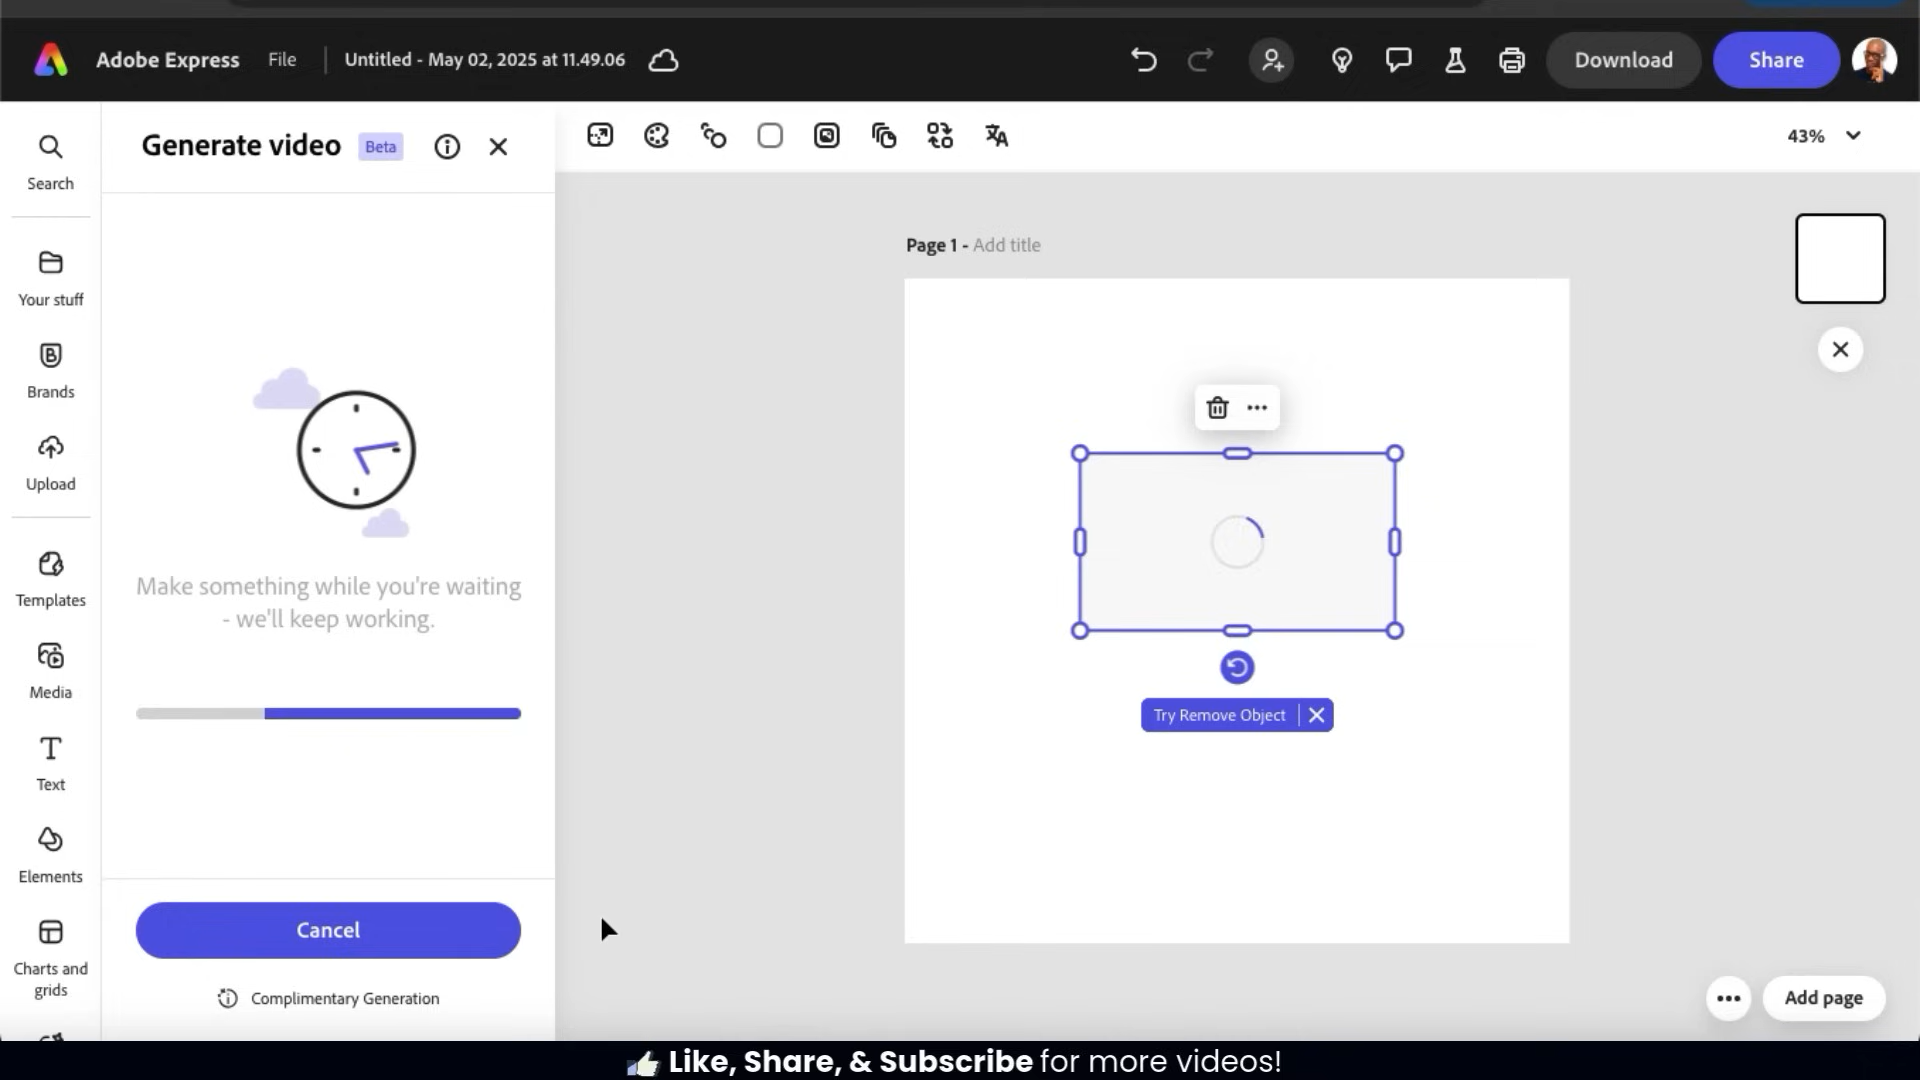 Adobe Express File Untitled - May 02, 2025 at 11.49.06 Download Share
Generate video Beta
43%
Search
Your stuff
Brands
Upload
Templates
Media
Text
Elements
Charts and
grids
Make something while you're waiting
- we'll keep working.
Cancel
Complimentary Generation
Page 1 - Add title
Try Remove Object
Add page
Like, Share, & Subscribe for more videos!